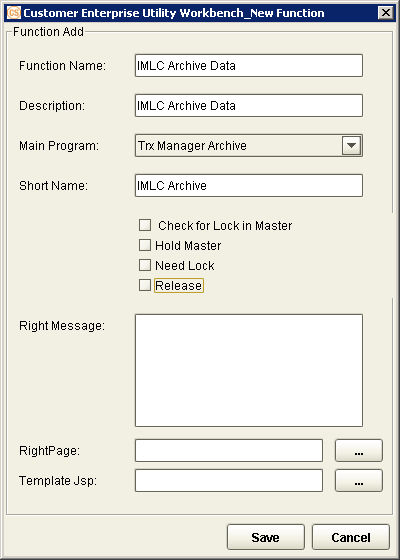 CS Customer Enterprise Utility Workbench_New Function
Function Add
Function Name: IMLC Archive Data
Description: IMLC Archive Data
Main Program: Trx Manager Archive
Short Name: IMLC Archive
Check for Lock in Master
Hold Master
Need Lock
Release
Right Message:
RightPage: ...
Template Jsp: ...
Save Cancel